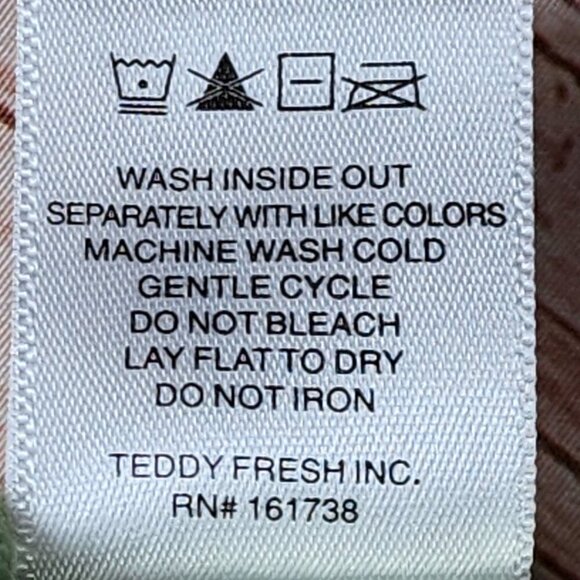 WASH INSIDE OUT
SEPARATELY WITH LIKE COLORS
MACHINE WASH COLD
GENTLE CYCLE
DO NOT BLEACH
LAY FLAT TO DRY
DO NOT IRON
TEDDY FRESH INC.
RN# 161738